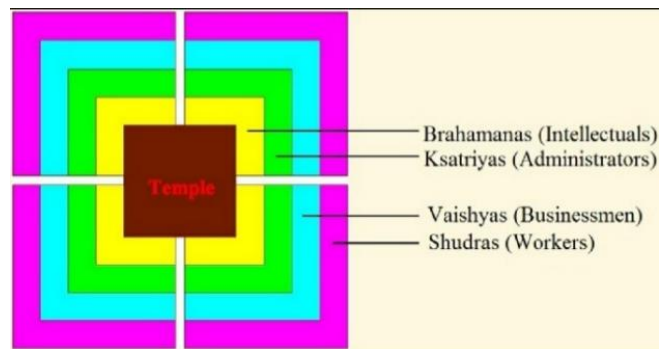 Temple
Brahamanas (Intellectuals)
Ksatriyas (Administrators)
Vaishyas (Businessmen)
Shudras (Workers)